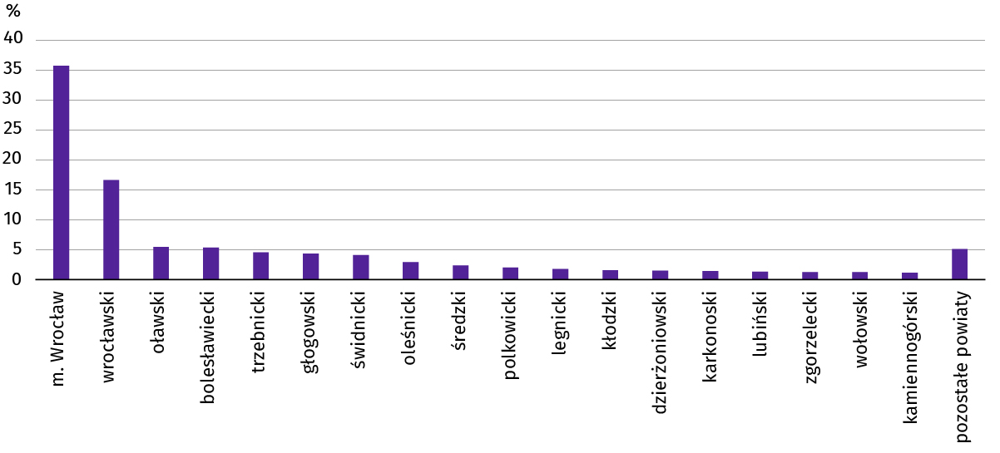 %
40
35
30
25
20
15
10
5
0
m. Wrocław
wrocławski
oławski
bolesławiecki
trzebnicki
głogowski
świdnicki
oleśnicki
średzki
polkowicki
legnicki
kłodzki
dzierżoniowski
karkonoski
lubiński
zgorzelecki
wołowski
kamiennogórski
pozostałe powiaty